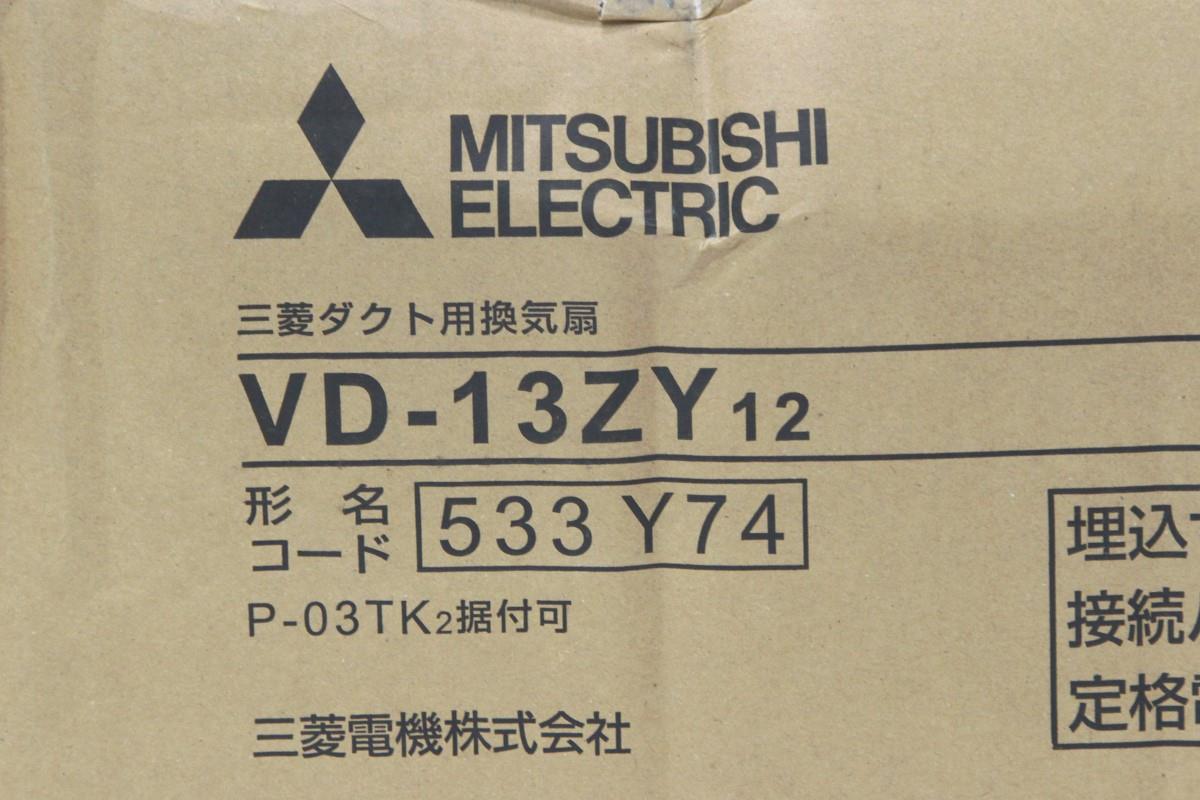 MITSUBISHI
ELECTRIC
三菱ダクト用換気扇
VD-13ZY12
形名
コード
533Y74
P-03TK2据付可
三菱電機株式会社
埋込
接続
定格